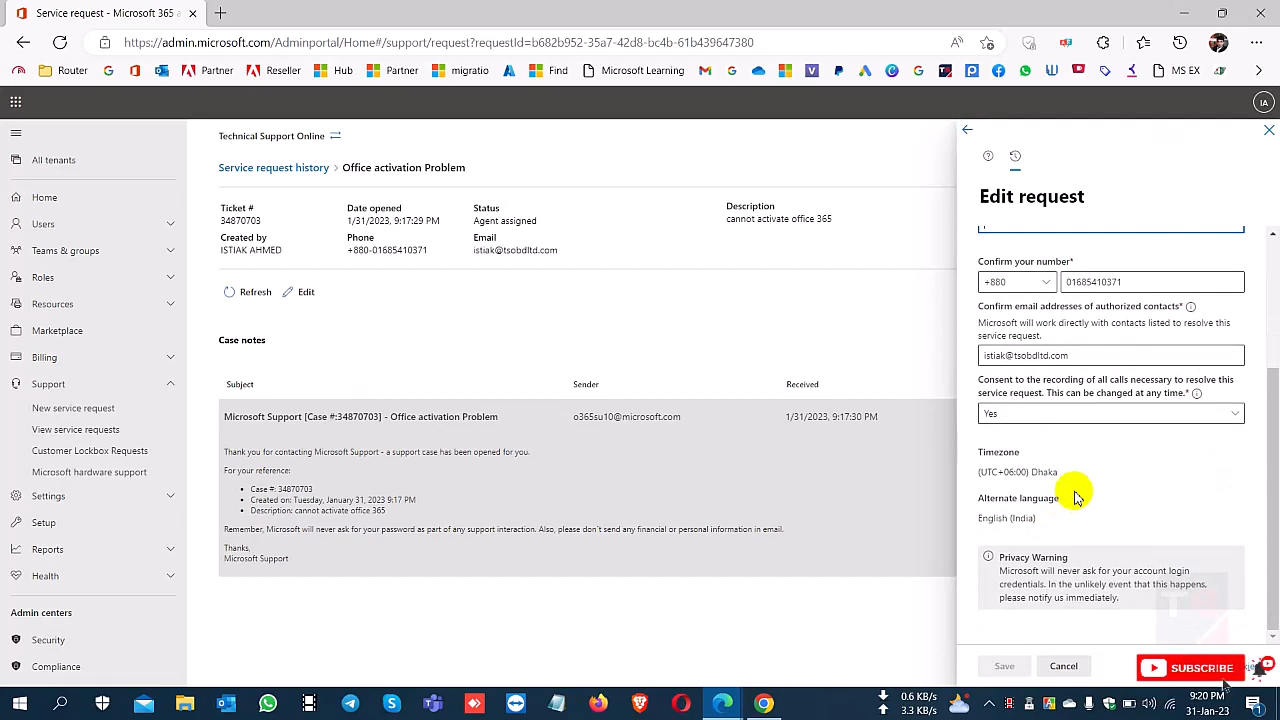 Service request - Microsoft 365 a
https://admin.microsoft.com/Adminportal/Home#/support/request?requestId=b682b952-35a7-42d8-bc4b-61b439647380
Router
Partner
Reseller
Hub
Partner
migratio
Find
Microsoft Learning
MS EX
IA
All tenants
Home
Users
Teams & groups
Roles
Resources
Marketplace
Billing
Support
New service request
View service requests
Customer Lockbox Requests
Microsoft hardware support
Settings
Setup
Reports
Health
Admin centers
Security
Compliance
Technical Support Online
Service request history > Office activation Problem
Ticket # Date opened Status Description
34870703 1/31/2023, 9:17:29 PM Agent assigned cannot activate office 365
Created by Phone Email
ISTIAK AHMED +880-01685410371 istiak@tsobdltd.com
Refresh Edit
Case notes
Subject Sender Received
Microsoft Support [Case #:34870703] - Office activation Problem o365su10@microsoft.com 1/31/2023, 9:17:30 PM
Thank you for contacting Microsoft Support - a support case has been opened for you.
For your reference:
• Case #: 34870703
• Created on: Tuesday, January 31, 2023 9:17 PM
• Description: cannot activate office 365
Remember, Microsoft will never ask for your password as part of any support interaction. Also, please don't send any financial or personal information in email.
Thanks,
Microsoft Support
Edit request
Confirm your number*
+880 01685410371
Confirm email addresses of authorized contacts*
Microsoft will work directly with contacts listed to resolve this
service request.
istiak@tsobdltd.com
Consent to the recording of all calls necessary to resolve this
service request. This can be changed at any time.*
Yes
Timezone
(UTC+06:00) Dhaka
Alternate language
English (India)
Privacy Warning
Microsoft will never ask for your account login
credentials. In the unlikely event that this happens,
please notify us immediately.
Save Cancel
SUBSCRIBE
0.6 KB/s
3.3 KB/s
9:20 PM
31-Jan-23